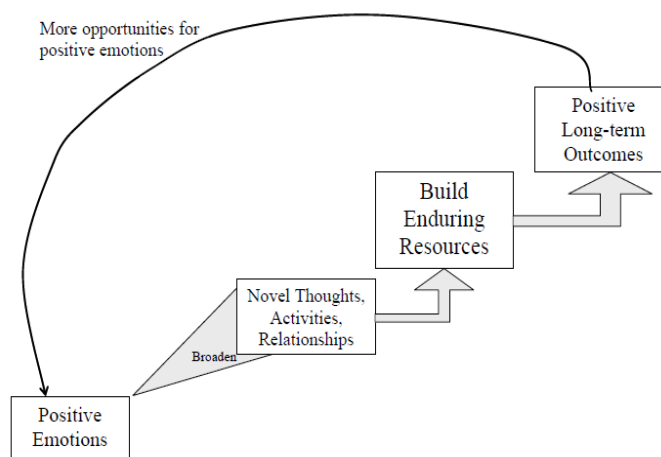 More opportunities for
positive emotions
Positive
Long-term
Outcomes
Build
Enduring
Resources
Novel Thoughts,
Activities,
Relationships
Broaden
Positive
Emotions